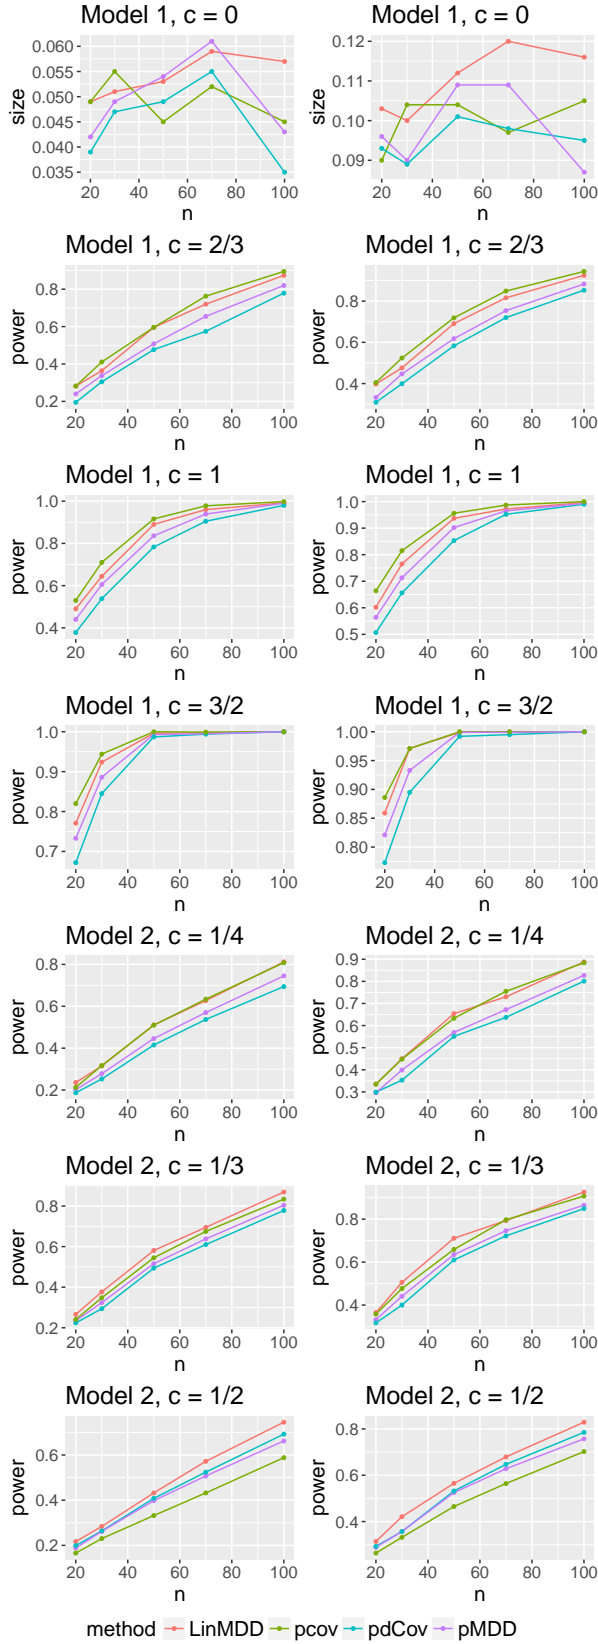 Model 1, c = 0
size
0.060
0.055
0.050
0.045
0.040
0.035
20 40 60 80 100
n
Model 1, c = 0
size
0.12
0.11
0.10
0.09
20 40 60 80 100
n
Model 1, c = 2/3
power
0.8
0.6
0.4
0.2
20 40 60 80 100
n
Model 1, c = 2/3
power
0.8
0.6
0.4
20 40 60 80 100
n
Model 1, c = 1
power
1.0
0.8
0.6
0.4
20 40 60 80 100
n
Model 1, c = 1
power
1.0
0.9
0.8
0.7
0.6
0.5
20 40 60 80 100
n
Model 1, c = 3/2
power
1.0
0.9
0.8
0.7
20 40 60 80 100
n
Model 1, c = 3/2
power
1.00
0.95
0.90
0.85
0.80
20 40 60 80 100
n
Model 2, c = 1/4
power
0.8
0.6
0.4
0.2
20 40 60 80 100
n
Model 2, c = 1/4
power
0.9
0.8
0.7
0.6
0.5
0.4
0.3
20 40 60 80 100
n
Model 2, c = 1/3
power
0.8
0.6
0.4
0.2
20 40 60 80 100
n
Model 2, c = 1/3
power
0.8
0.6
0.4
20 40 60 80 100
n
Model 2, c = 1/2
power
0.6
0.4
0.2
20 40 60 80 100
n
Model 2, c = 1/2
power
0.8
0.6
0.4
20 40 60 80 100
n
method LinMDD pcov pdCov pMDD